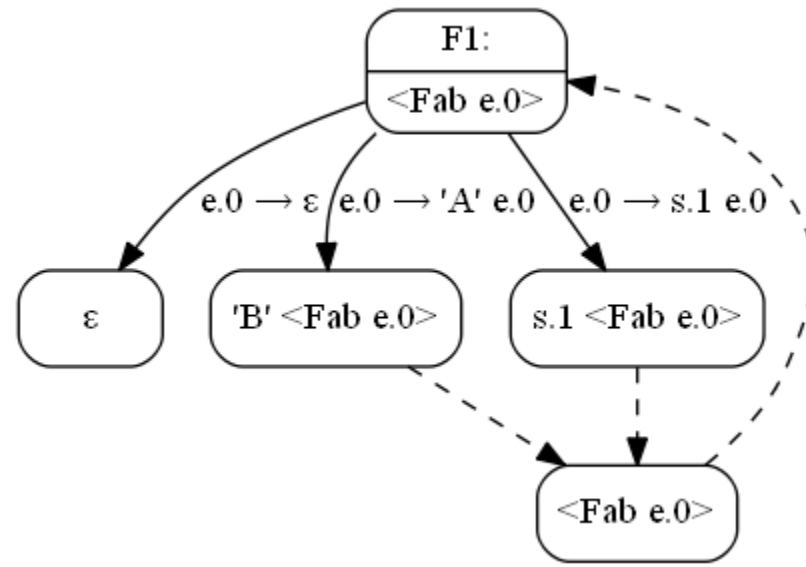 F1:
<Fab e.0>
e.0 → ε
e.0 → 'A' e.0
e.0 → s.1 e.0
ε
'B' <Fab e.0>
s.1 <Fab e.0>
<Fab e.0>